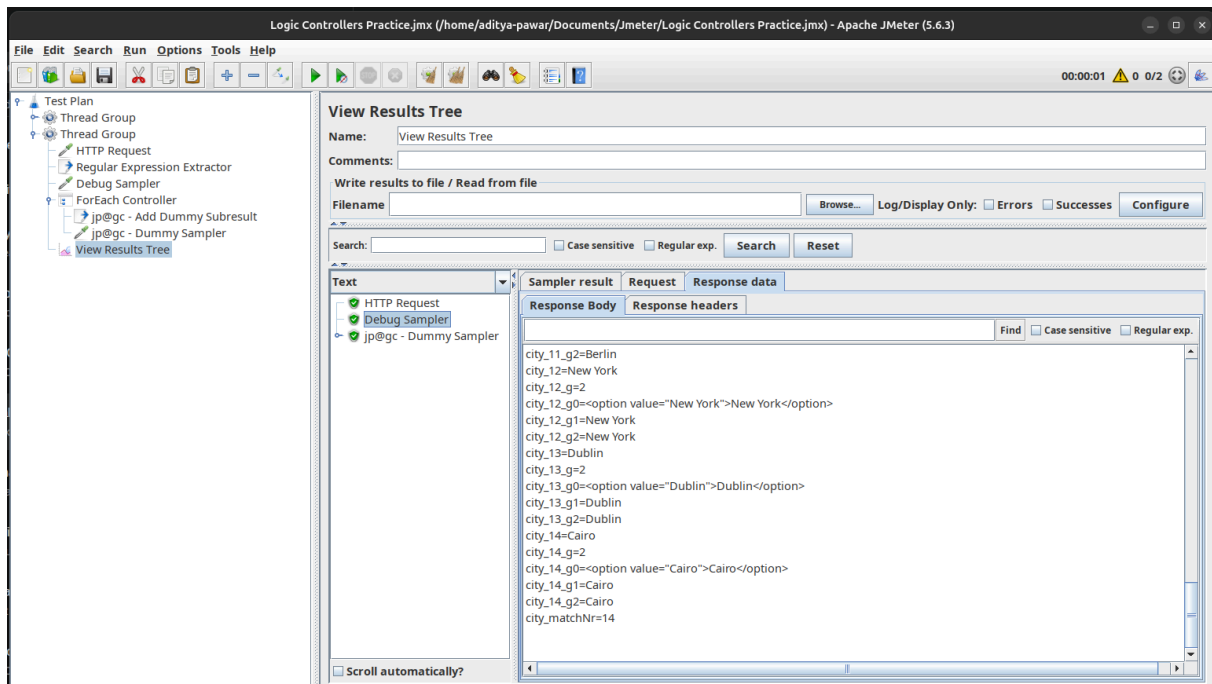 Logic Controllers Practice.jmx (/home/aditya-pawar/Documents/Jmeter/Logic Controllers Practice.jmx) - Apache JMeter (5.6.3)
File Edit Search Run Options Tools Help
00:00:01 0 0/2
Test Plan
Thread Group
Thread Group
HTTP Request
Regular Expression Extractor
Debug Sampler
ForEach Controller
jp@gc - Add Dummy Subresult
jp@gc - Dummy Sampler
View Results Tree
View Results Tree
Name: View Results Tree
Comments:
Write results to file / Read from file
Filename Browse... Log/Display Only: Errors Successes Configure
Search: Case sensitive Regular exp. Search Reset
Text
HTTP Request
Debug Sampler
jp@gc - Dummy Sampler
Scroll automatically?
Sampler result Request Response data
Response Body Response headers
Find Case sensitive Regular exp.
city_11_g2=Berlin
city_12=New York
city_12_g=2
city_12_g0=<option value="New York">New York</option>
city_12_g1=New York
city_12_g2=New York
city_13=Dublin
city_13_g=2
city_13_g0=<option value="Dublin">Dublin</option>
city_13_g1=Dublin
city_13_g2=Dublin
city_14=Cairo
city_14_g=2
city_14_g0=<option value="Cairo">Cairo</option>
city_14_g1=Cairo
city_14_g2=Cairo
city_matchNr=14